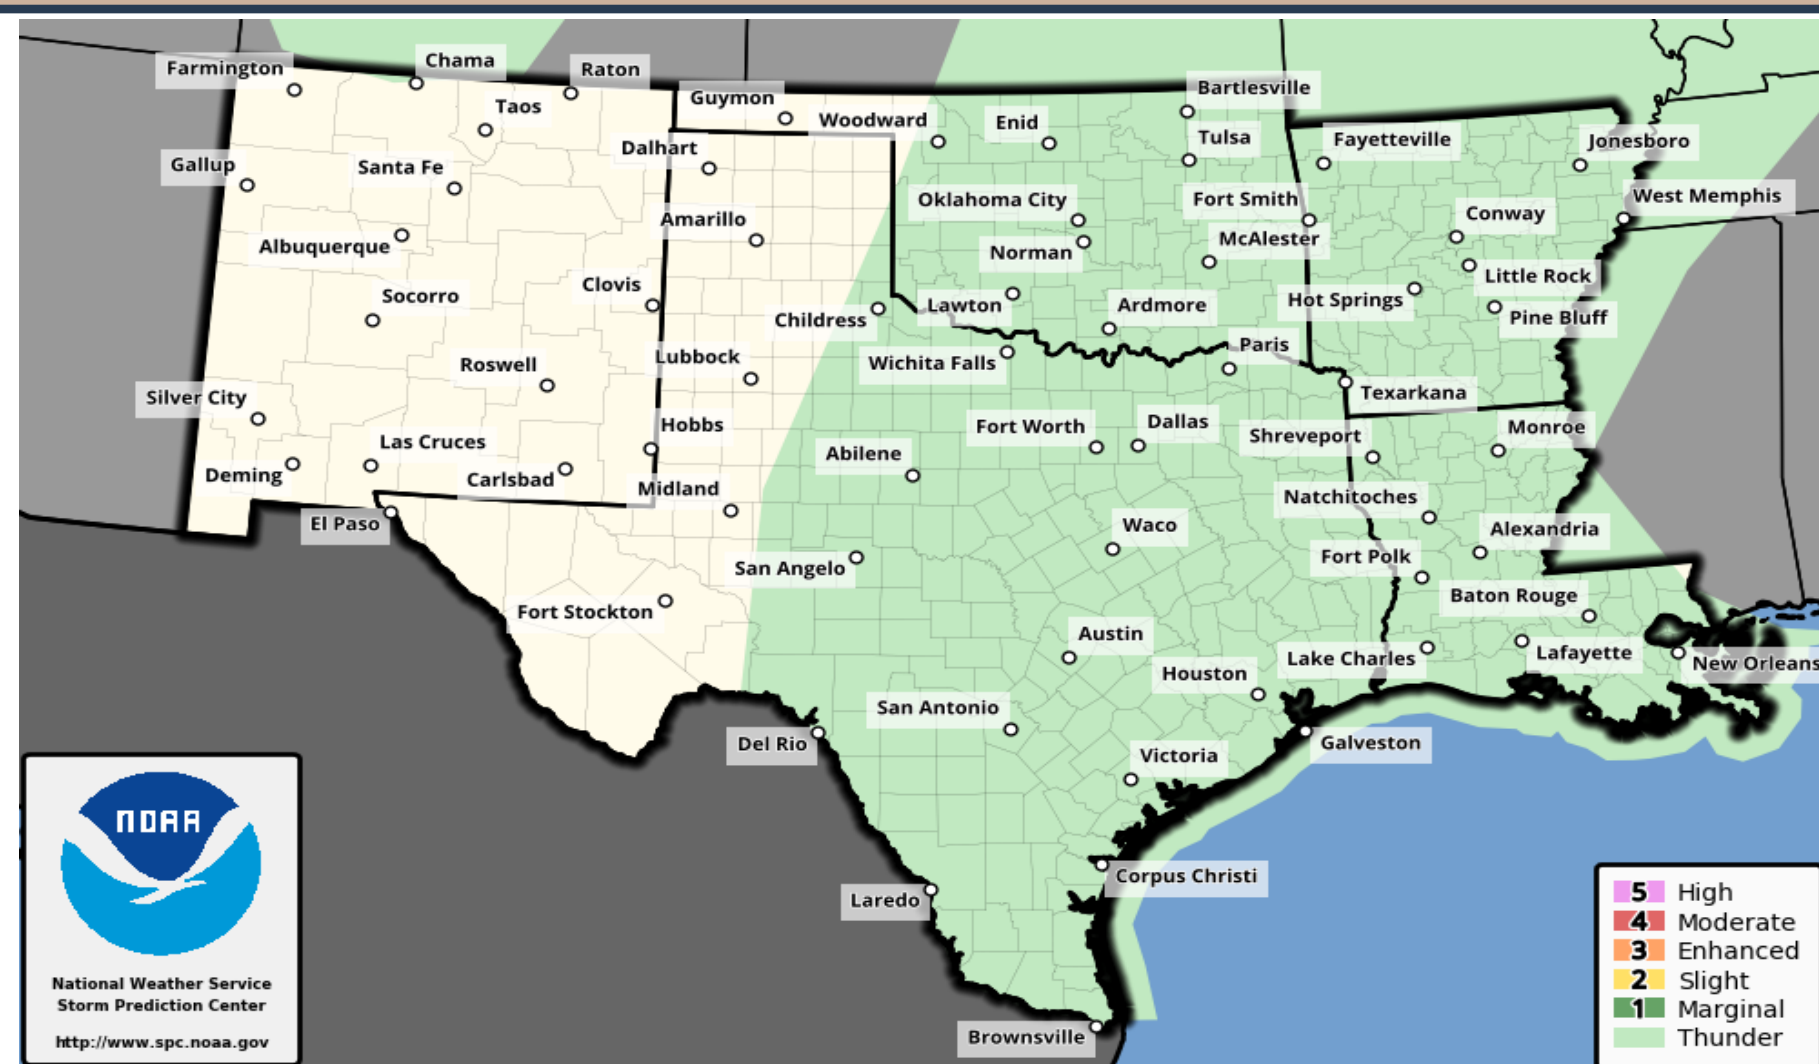 Farmington
Chama
Raton
Guymon
Bartlesville
Taos
Woodward
Enid
Tulsa
Fayetteville
Jonesboro
Gallup
Santa Fe
Dalhart
Oklahoma City
Fort Smith
Conway
West Memphis
Albuquerque
Amarillo
Norman
McAlester
Little Rock
Socorro
Clovis
Childress
Lawton
Ardmore
Hot Springs
Pine Bluff
Roswell
Lubbock
Wichita Falls
Paris
Texarkana
Silver City
Las Cruces
Hobbs
Abilene
Fort Worth
Dallas
Shreveport
Monroe
Deming
Carlsbad
Midland
Natchitoches
El Paso
Waco
Alexandria
San Angelo
Fort Polk
Fort Stockton
Baton Rouge
Austin
Houston
Lake Charles
Lafayette
New Orleans
San Antonio
Del Rio
Victoria
Galveston
Corpus Christi
Laredo
Brownsville
NOAA
National Weather Service
Storm Prediction Center
http://www.spc.noaa.gov
5 High
4 Moderate
3 Enhanced
2 Slight
1 Marginal
Thunder